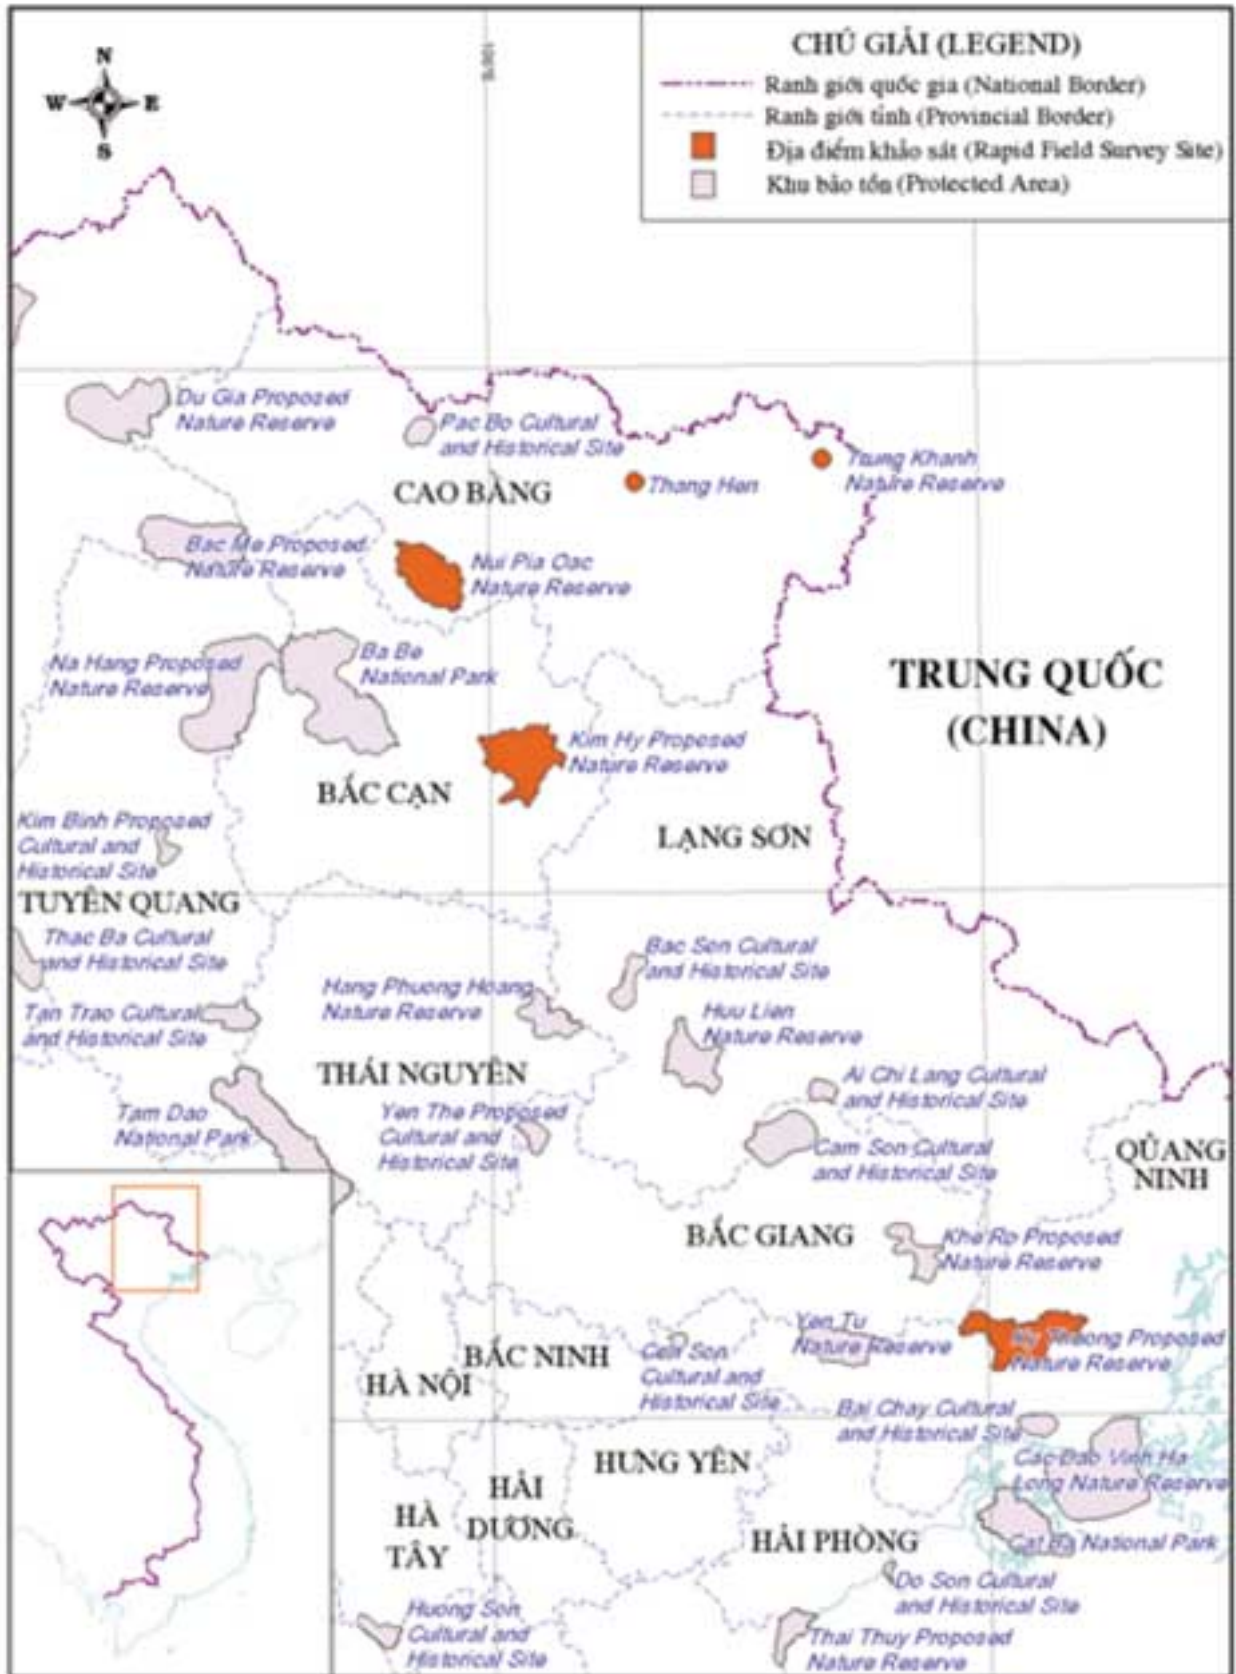 N
W
E
S
106°E
CHÚ GIẢI (LEGEND)
Ranh giới quốc gia (National Border)
Ranh giới tỉnh (Provincial Border)
Địa điểm khảo sát (Rapid Field Survey Site)
Khu bảo tồn (Protected Area)
Du Gia Proposed
Nature Reserve
Pac Bo Cultural
and Historical Site
CAO BẰNG
Thang Hen
Trung Khanh
Nature Reserve
Bac Me Proposed
Nature Reserve
Nui Pia Oac
Nature Reserve
Na Hang Proposed
Nature Reserve
Ba Be
National Park
TRUNG QUỐC
(CHINA)
Kim Hy Proposed
Nature Reserve
BẮC CẠN
Kim Binh Proposed
Cultural and
Historical Site
LẠNG SƠN
TUYÊN QUANG
Thac Ba Cultural
and Historical Site
Bac Son Cultural
and Historical Site
Hang Phuong Hoang
Nature Reserve
Tan Trao Cultural
and Historical Site
Huu Lien
Nature Reserve
THÁI NGUYÊN
Ai Chi Lang Cultural
and Historical Site
Tam Dao
National Park
Yen The Proposed
Cultural and
Historical Site
Cam Son Cultural
and Historical Site
QỦANG
NINH
BẮC GIANG
Khe Ro Proposed
Nature Reserve
Yen Tu
Nature Reserve
Ky Thuong Proposed
Nature Reserve
BẮC NINH
HÀ NỘI
Con Son
Cultural and
Historical Site
Bai Chay Cultural
and Historical Site
HƯNG YÊN
Cac Dao Vinh Ha
Long Nature Reserve
HẢI
DƯƠNG
HÀ
TÂY
HẢI PHÒNG
Cat Ba National Park
Do Son Cultural
and Historical Site
Huong Son
Cultural and
Historical Site
Thai Thuy Proposed
Nature Reserve